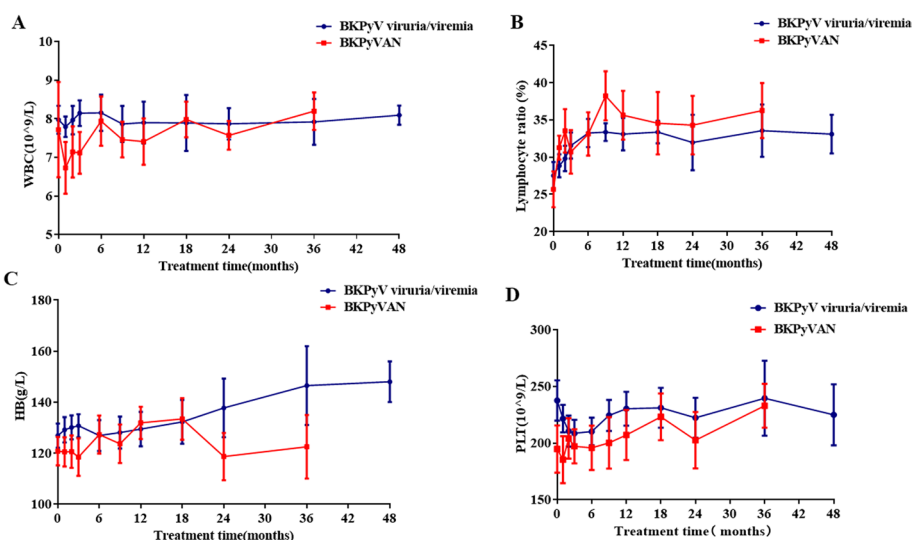 A
BKPyV viruria/viremia
BKPyVAN
WBC(10^9/L)
10
9
8
7
6
5
0 6 12 18 24 30 36 42 48
Treatment time(months)
B
BKPyV viruria/viremia
BKPyVAN
Lymphocyte ratio (%)
45
40
35
30
25
20
0 6 12 18 24 30 36 42 48
Treatment time(months)
C
BKPyV viruria/viremia
BKPyVAN
HB(g/L)
180
160
140
120
100
0 6 12 18 24 30 36 42 48
Treatment time(months)
D
BKPyV viruria/viremia
BKPyVAN
PLT(10^9/L)
300
250
200
150
0 6 12 18 24 30 36 42 48
Treatment time( months)